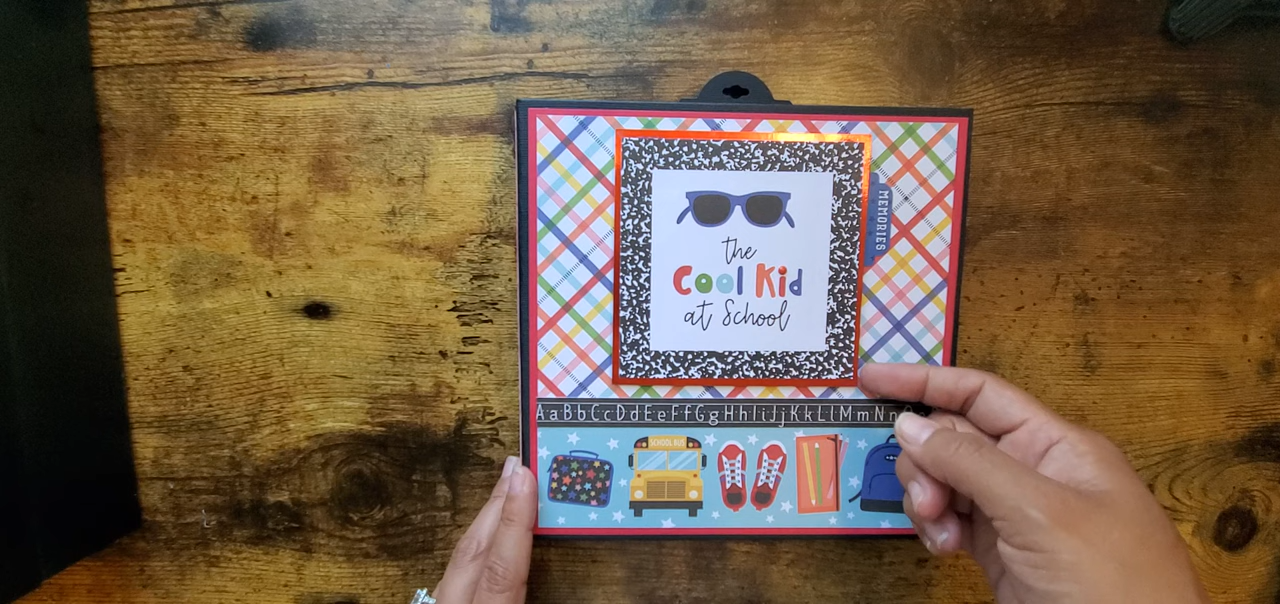 MEMORIES
the
Cool Kid
at School
AaBbCcDdEeFfGgHhIiJjKkLlMmNn
SCHOOL BUS